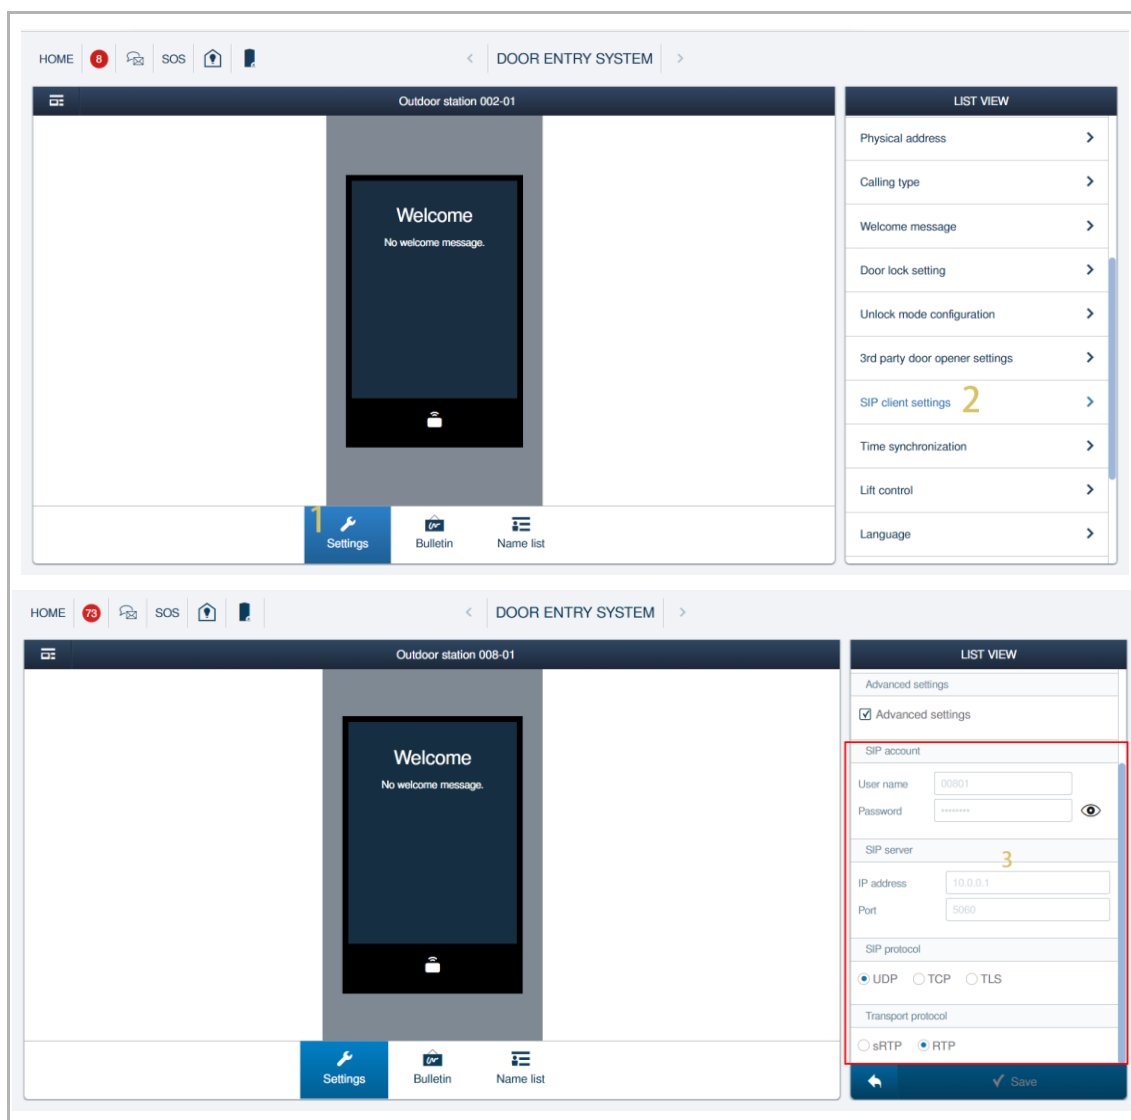 HOME 8 SOS DOOR ENTRY SYSTEM
Outdoor station 002-01
Welcome
No welcome message.
1
Settings Bulletin Name list
LIST VIEW
Physical address
Calling type
Welcome message
Door lock setting
Unlock mode configuration
3rd party door opener settings
SIP client settings 2
Time synchronization
Lift control
Language
HOME 73 SOS DOOR ENTRY SYSTEM
Outdoor station 008-01
Welcome
No welcome message.
Settings Bulletin Name list
LIST VIEW
Advanced settings
Advanced settings
SIP account
User name 00801
Password ********
SIP server
3
IP address 10.0.0.1
Port 5060
SIP protocol
UDP TCP TLS
Transport protocol
sRTP RTP
Save